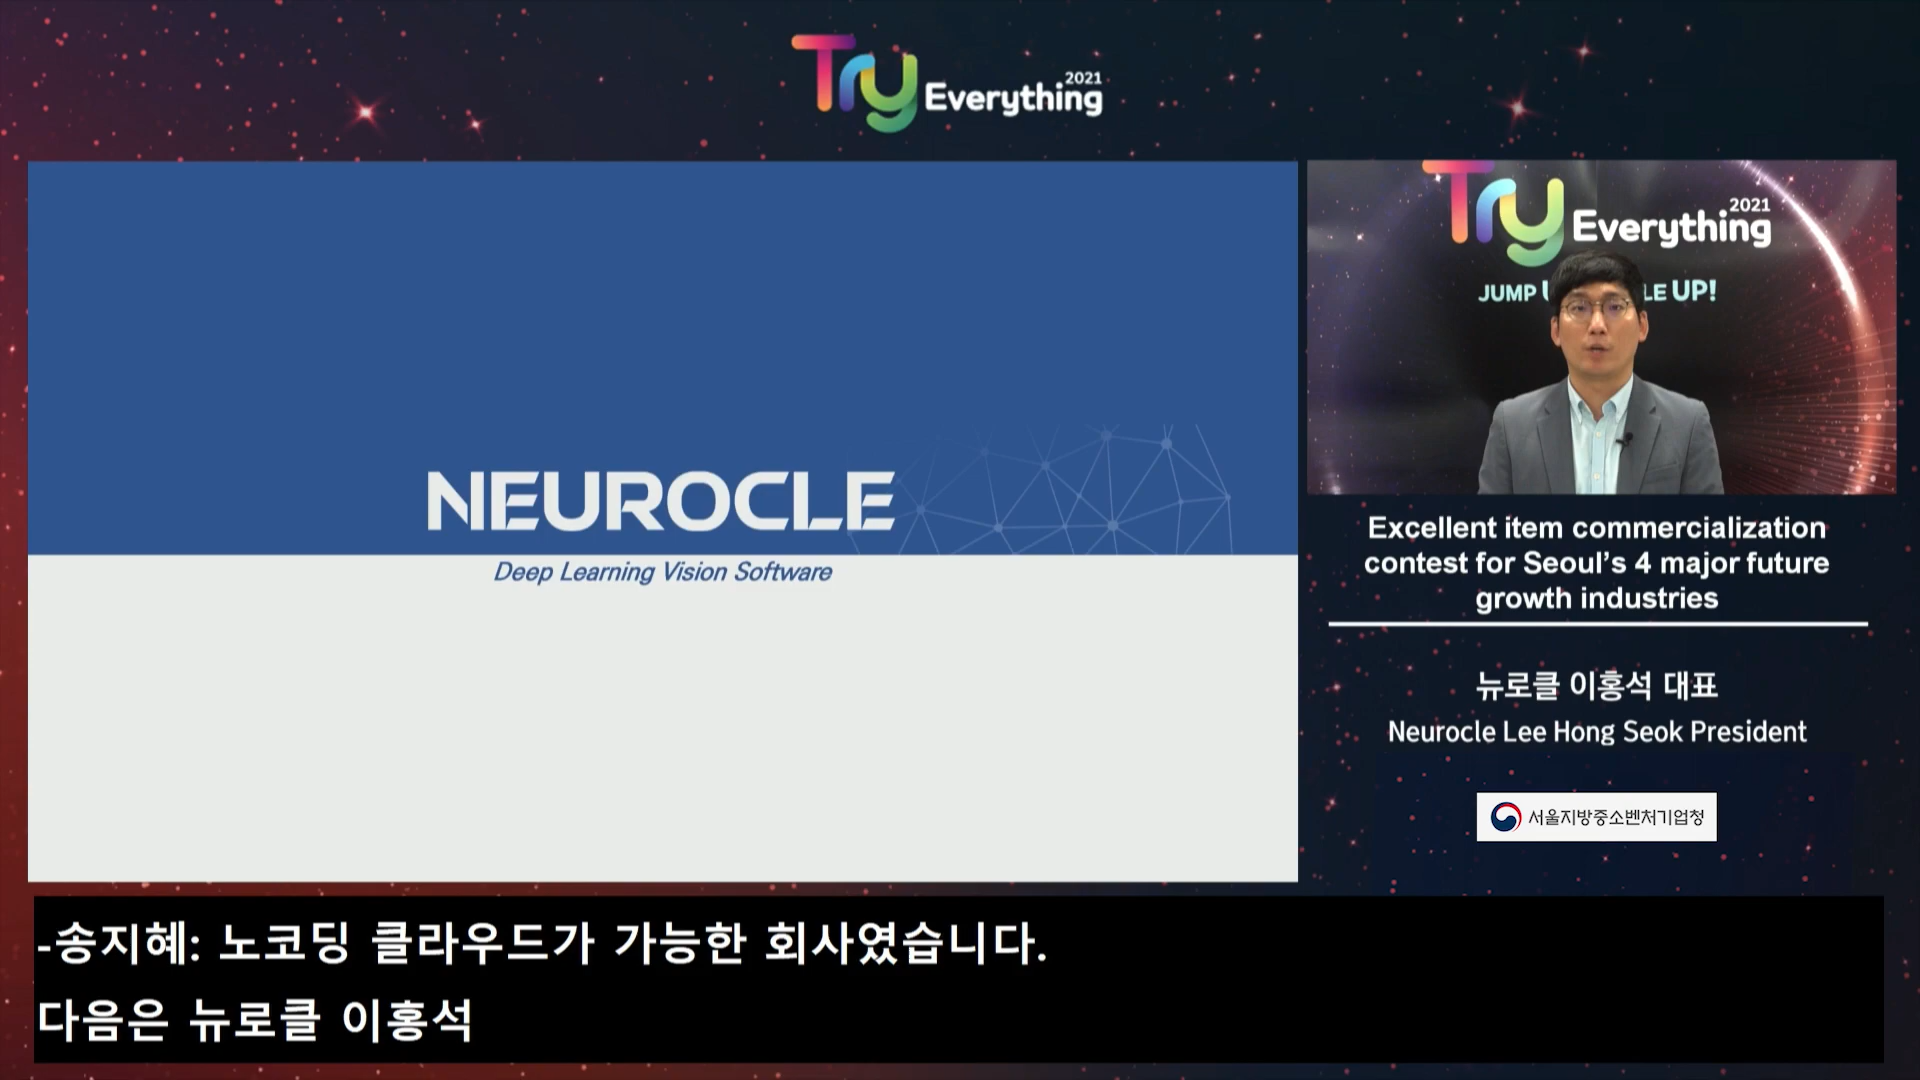 Try Everything 2021
NEUROCLE
Deep Learning Vision Software
Try Everything 2021
JUMP U LE UP!
Excellent item commercialization
contest for Seoul’s 4 major future
growth industries
뉴로클 이홍석 대표
Neurocle Lee Hong Seok President
서울지방중소벤처기업청
-송지혜: 노코딩 클라우드가 가능한 회사였습니다.
다음은 뉴로클 이홍석